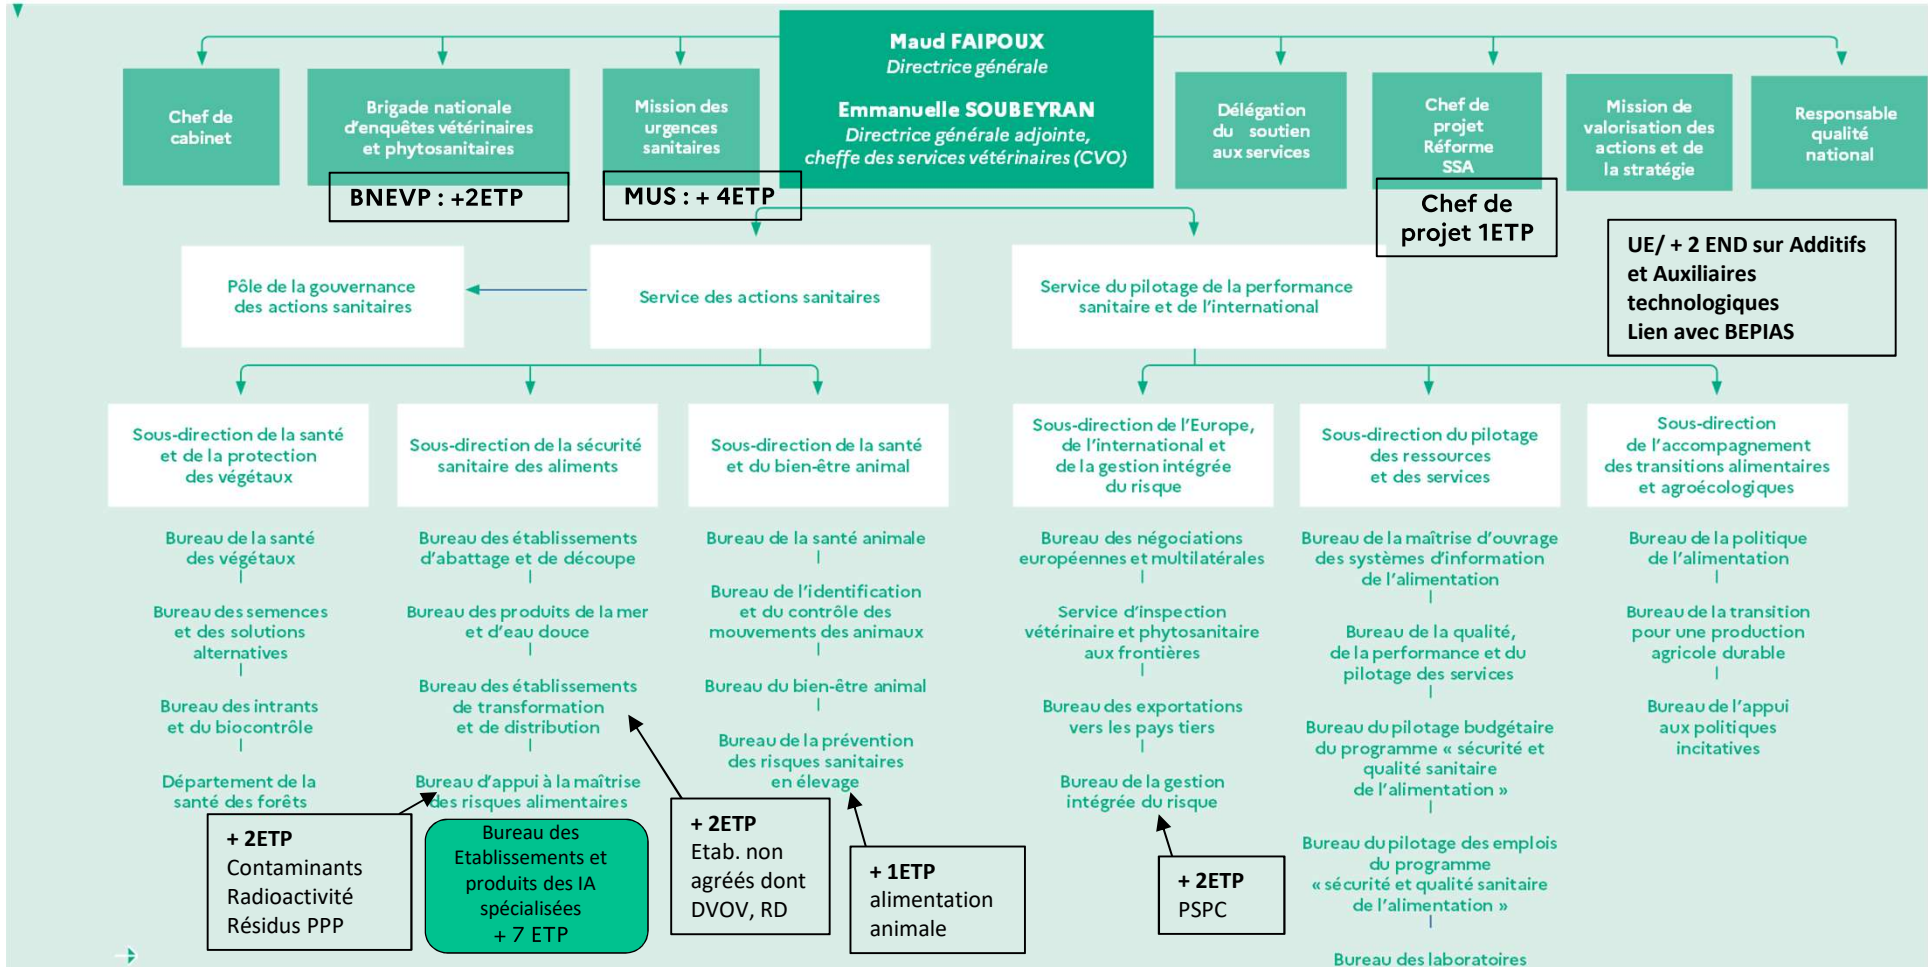 Maud FAIPOUX
Directrice générale
Emmanuelle SOUBEYRAN
Directrice générale adjointe,
cheffe des services vétérinaires (CVO)
Chef de
cabinet
Brigade nationale
d'enquêtes vétérinaires
et phytosanitaires
Mission des
urgences
sanitaires
Délégation
du soutien
aux services
Chef de
projet
Réforme
SSA
Mission de
valorisation des
actions et de
la stratégie
Responsable
qualité
national
BNEVP : +2ETP
MUS : + 4ETP
Chef de
projet 1ETP
UE/ + 2 END sur Additifs
et Auxiliaires
technologiques
Lien avec BEPIAS
Pôle de la gouvernance
des actions sanitaires
Service des actions sanitaires
Service du pilotage de la performance
sanitaire et de l'international
Sous-direction de la santé
et de la protection
des végétaux
Sous-direction de la sécurité
sanitaire des aliments
Sous-direction de la santé
et du bien-être animal
Sous-direction de l'Europe,
de l'international et
de la gestion intégrée
du risque
Sous-direction du pilotage
des ressources
et des services
Sous-direction
de l'accompagnement
des transitions alimentaires
et agroécologiques
Bureau de la santé
des végétaux
Bureau des semences
et des solutions
alternatives
Bureau des intrants
et du biocontrôle
Département de la
santé des forêts
Bureau des établissements
d'abattage et de découpe
Bureau des produits de la mer
et d'eau douce
Bureau des établissements
de transformation
et de distribution
Bureau d'appui à la maîtrise
des risques alimentaires
Bureau de la santé animale
Bureau de l'identification
et du contrôle des
mouvements des animaux
Bureau du bien-être animal
Bureau de la prévention
des risques sanitaires
en élevage
Bureau des négociations
européennes et multilatérales
Service d'inspection
vétérinaire et phytosanitaire
aux frontières
Bureau des exportations
vers les pays tiers
Bureau de la gestion
intégrée du risque
Bureau de la maîtrise d'ouvrage
des systèmes d'information
de l'alimentation
Bureau de la qualité,
de la performance et du
pilotage des services
Bureau du pilotage budgétaire
du programme « sécurité et
qualité sanitaire
de l'alimentation »
Bureau du pilotage des emplois
du programme
« sécurité et qualité sanitaire
de l'alimentation »
Bureau des laboratoires
Bureau de la politique
de l'alimentation
Bureau de la transition
pour une production
agricole durable
Bureau de l'appui
aux politiques
incitatives
+ 2ETP
Contaminants
Radioactivité
Résidus PPP
Bureau des
Etablissements et
produits des IA
spécialisées
+ 7 ETP
+ 2ETP
Etab. non
agréés dont
DVOV, RD
+ 1ETP
alimentation
animale
+ 2ETP
PSPC